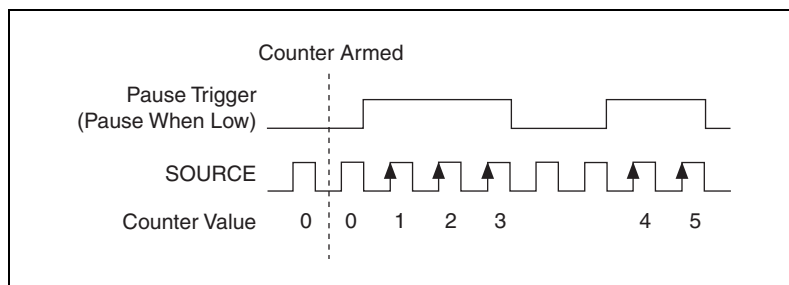 Counter Armed
Pause Trigger
(Pause When Low)
SOURCE
Counter Value 0 0 1 2 3 4 5